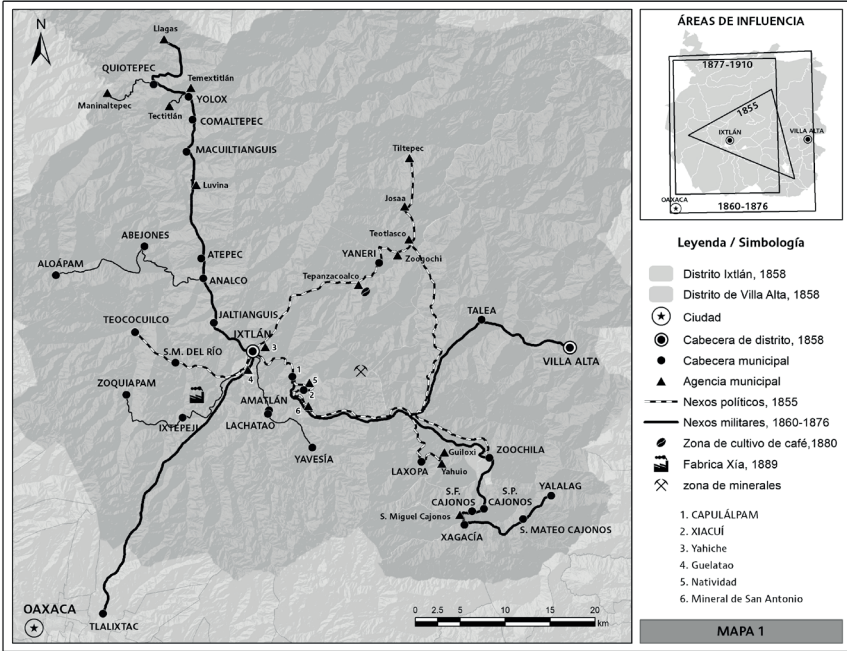 N
Llagas
QUIOTEPEC
Temextitlán
Maninaltepec
YOLOX
Tectitlán
COMALTEPEC
MACUILTIANGUIS
Luvina
Tiltepec
Josaa
ABEJONES
Teotlasco
ATEPEC
YANERI
Zoogochi
ALOÁPAM
ANALCO
Tepanzacoalco
JALTIANGUIS
TEOCOCUILCO
IXTLÁN
TALEA
3
S.M. DEL RÍO
VILLA ALTA
4
1
5
ZOQUIAPAM
2
AMATLÁN
6
IXTEPEJI
LACHATAO
YAVESÍA
Guiloxi
ZOOCHILA
LAXOPA
Yahuio
S.F. CAJONOS
S.P. CAJONOS
YALALAG
S. Miguel Cajonos
S. MATEO CAJONOS
XAGACÍA
OAXACA
TLALIXTAC
0 2.5 5 10 15 20
km
ÁREAS DE INFLUENCIA
1877-1910
1855
IXTLÁN
VILLA ALTA
OAXACA
1860-1876
Leyenda / Simbología
Distrito Ixtlán, 1858
Distrito de Villa Alta, 1858
Ciudad
Cabecera de distrito, 1858
Cabecera municipal
Agencia municipal
Nexos políticos, 1855
Nexos militares, 1860-1876
Zona de cultivo de café,1880
Fabrica Xía, 1889
zona de minerales
1. CAPULÁLPAM
2. XIACUÍ
3. Yahiche
4. Guelatao
5. Natividad
6. Mineral de San Antonio
MAPA 1